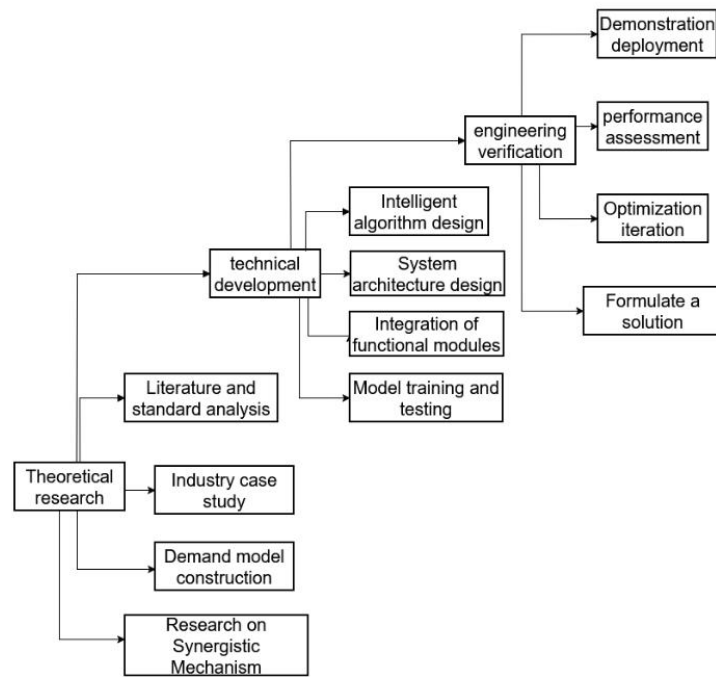 Demonstration
deployment
performance
assessment
engineering
verification
Optimization
iteration
Formulate a
solution
Intelligent
algorithm design
technical
development
System
architecture design
Integration of
functional modules
Model training and
testing
Literature and
standard analysis
Theoretical
research
Industry case
study
Demand model
construction
Research on
Synergistic
Mechanism